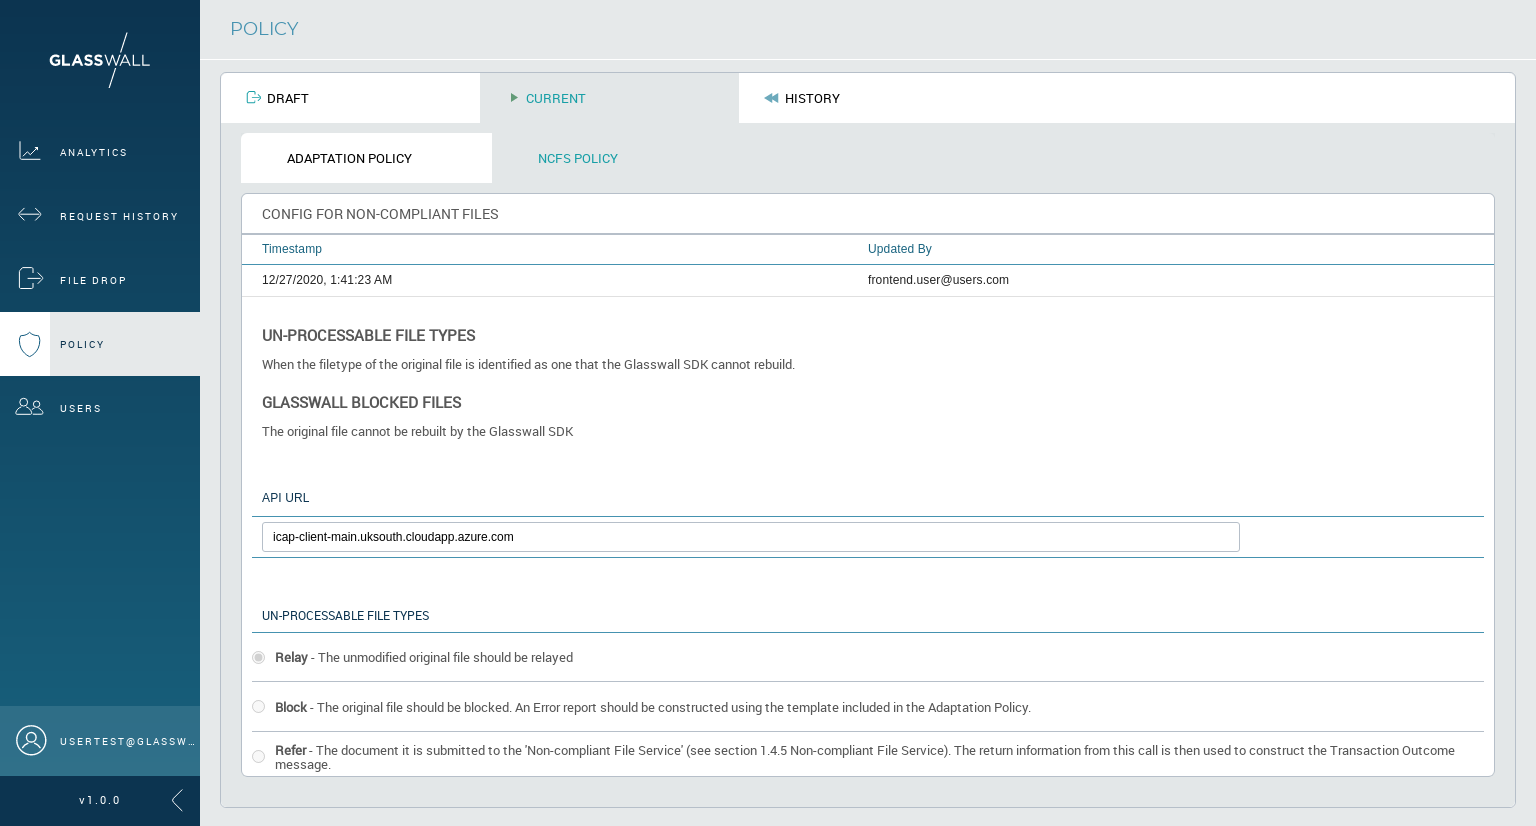 GLASSWALL
POLICY
ANALYTICS
REQUEST HISTORY
FILE DROP
POLICY
USERS
USERTEST@GLASSW...
v1.0.0
DRAFT
CURRENT
HISTORY
ADAPTATION POLICY
NCFS POLICY
CONFIG FOR NON-COMPLIANT FILES
Timestamp
Updated By
12/27/2020, 1:41:23 AM
frontend.user@users.com
UN-PROCESSABLE FILE TYPES
When the filetype of the original file is identified as one that the Glasswall SDK cannot rebuild.
GLASSWALL BLOCKED FILES
The original file cannot be rebuilt by the Glasswall SDK
API URL
icap-client-main.uksouth.cloudapp.azure.com
UN-PROCESSABLE FILE TYPES
Relay - The unmodified original file should be relayed
Block - The original file should be blocked. An Error report should be constructed using the template included in the Adaptation Policy.
Refer - The document it is submitted to the 'Non-compliant File Service' (see section 1.4.5 Non-compliant File Service). The return information from this call is then used to construct the Transaction Outcome
message.